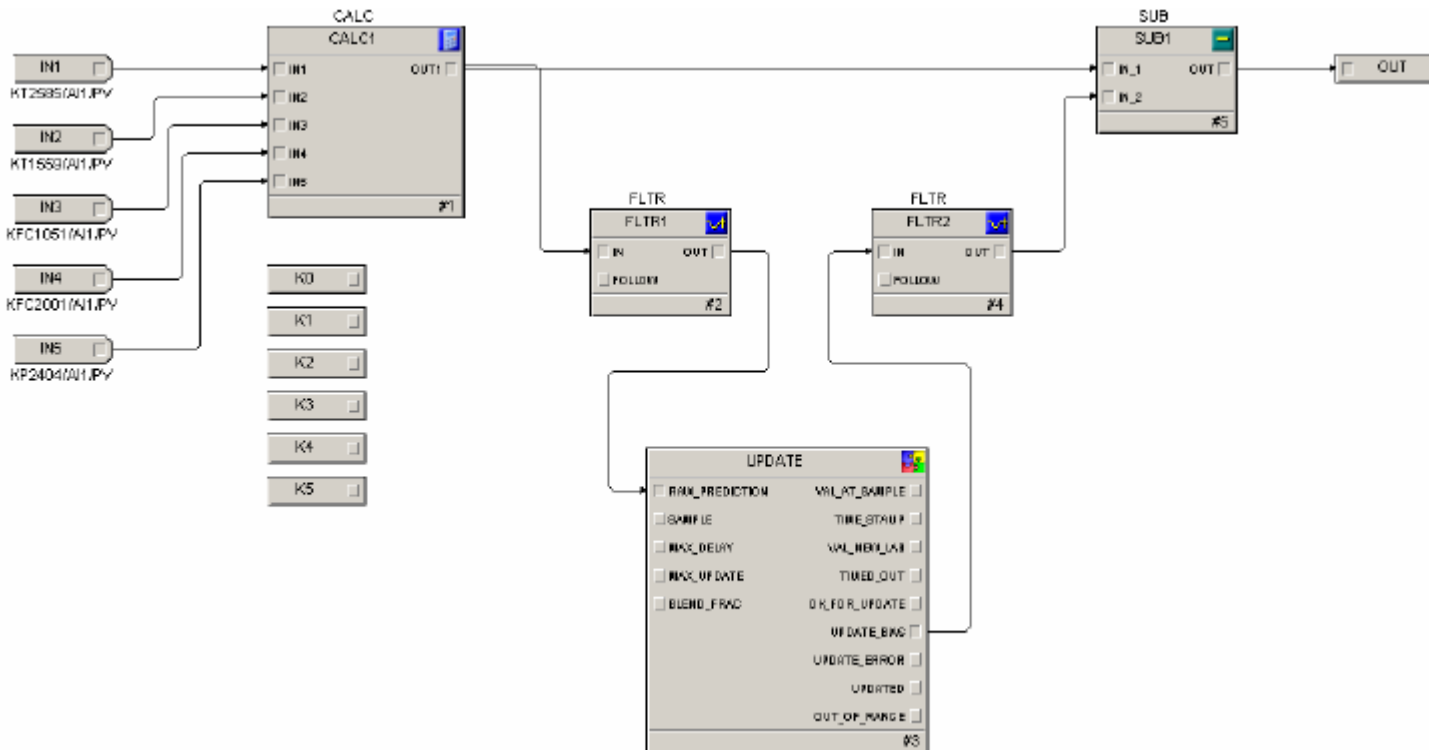 CALC
CALC1
IN1
IN2
IN3
IN4
IN5
OUT1
#1
IN1
KT2585/AI1/PV
IN2
KT1559/AI1/PV
IN3
KFC1051/AI1/PV
IN4
KFC2001/AI1/PV
IN5
KP2404/AI1/PV
K0
K1
K2
K3
K4
K5
FLTR
FLTR1
IN OUT
FOLLOW
#2
FLTR
FLTR2
IN OUT
FOLLOW
#4
SUB
SUB1
IN_1 OUT
IN_2
#5
OUT
UPDATE
RAW_PREDICTION VAL_AT_SAMPLE
SAMPLE TIME_STAMP
MAX_DELAY VAL_NEW_LAB
MAX_UPDATE TIMED_OUT
BLEND_FRAC OK_FOR_UPDATE
UPDATE_BIAS
UPDATE_ERROR
UPDATED
OUT_OF_RANGE
#3